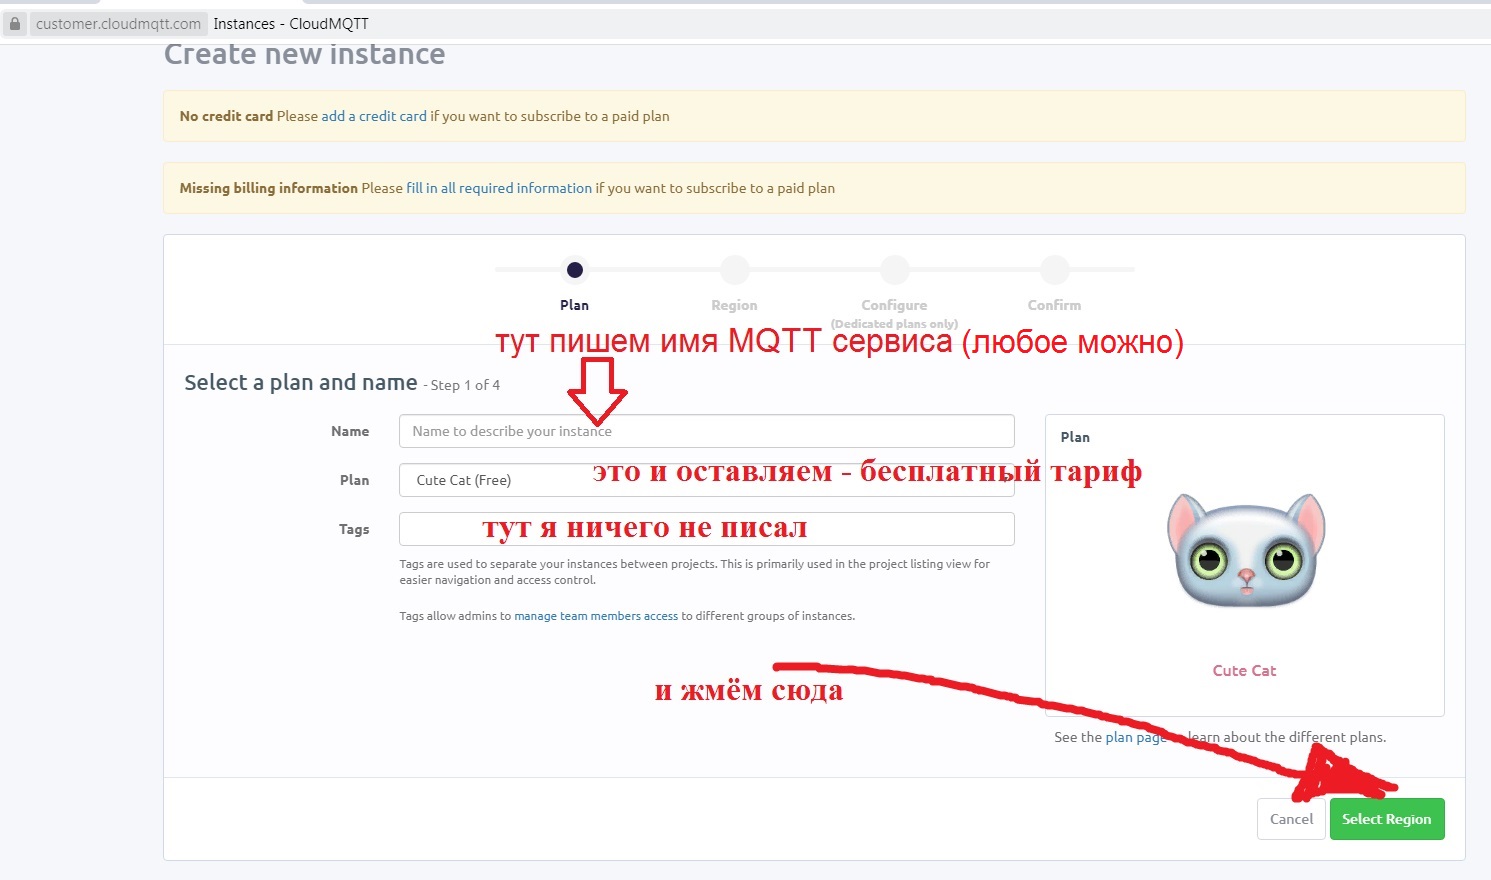 customer.cloudmqtt.com Instances - CloudMQTT
Create new instance
No credit card Please add a credit card if you want to subscribe to a paid plan
Missing billing information Please fill in all required information if you want to subscribe to a paid plan
Plan Region Configure Confirm
(Dedicated plans only)
тут пишем имя MQTT сервиса (любое можно)
Select a plan and name - Step 1 of 4
Name Name to describe your instance
Plan
это и оставляем - бесплатный тариф
Plan Cute Cat (Free)
Tags тут я ничего не писал
Tags are used to separate your instances between projects. This is primarily used in the project listing view for
easier navigation and access control.
Tags allow admins to manage team members access to different groups of instances.
Cute Cat
и жмём сюда
See the plan page learn about the different plans.
Cancel Select Region